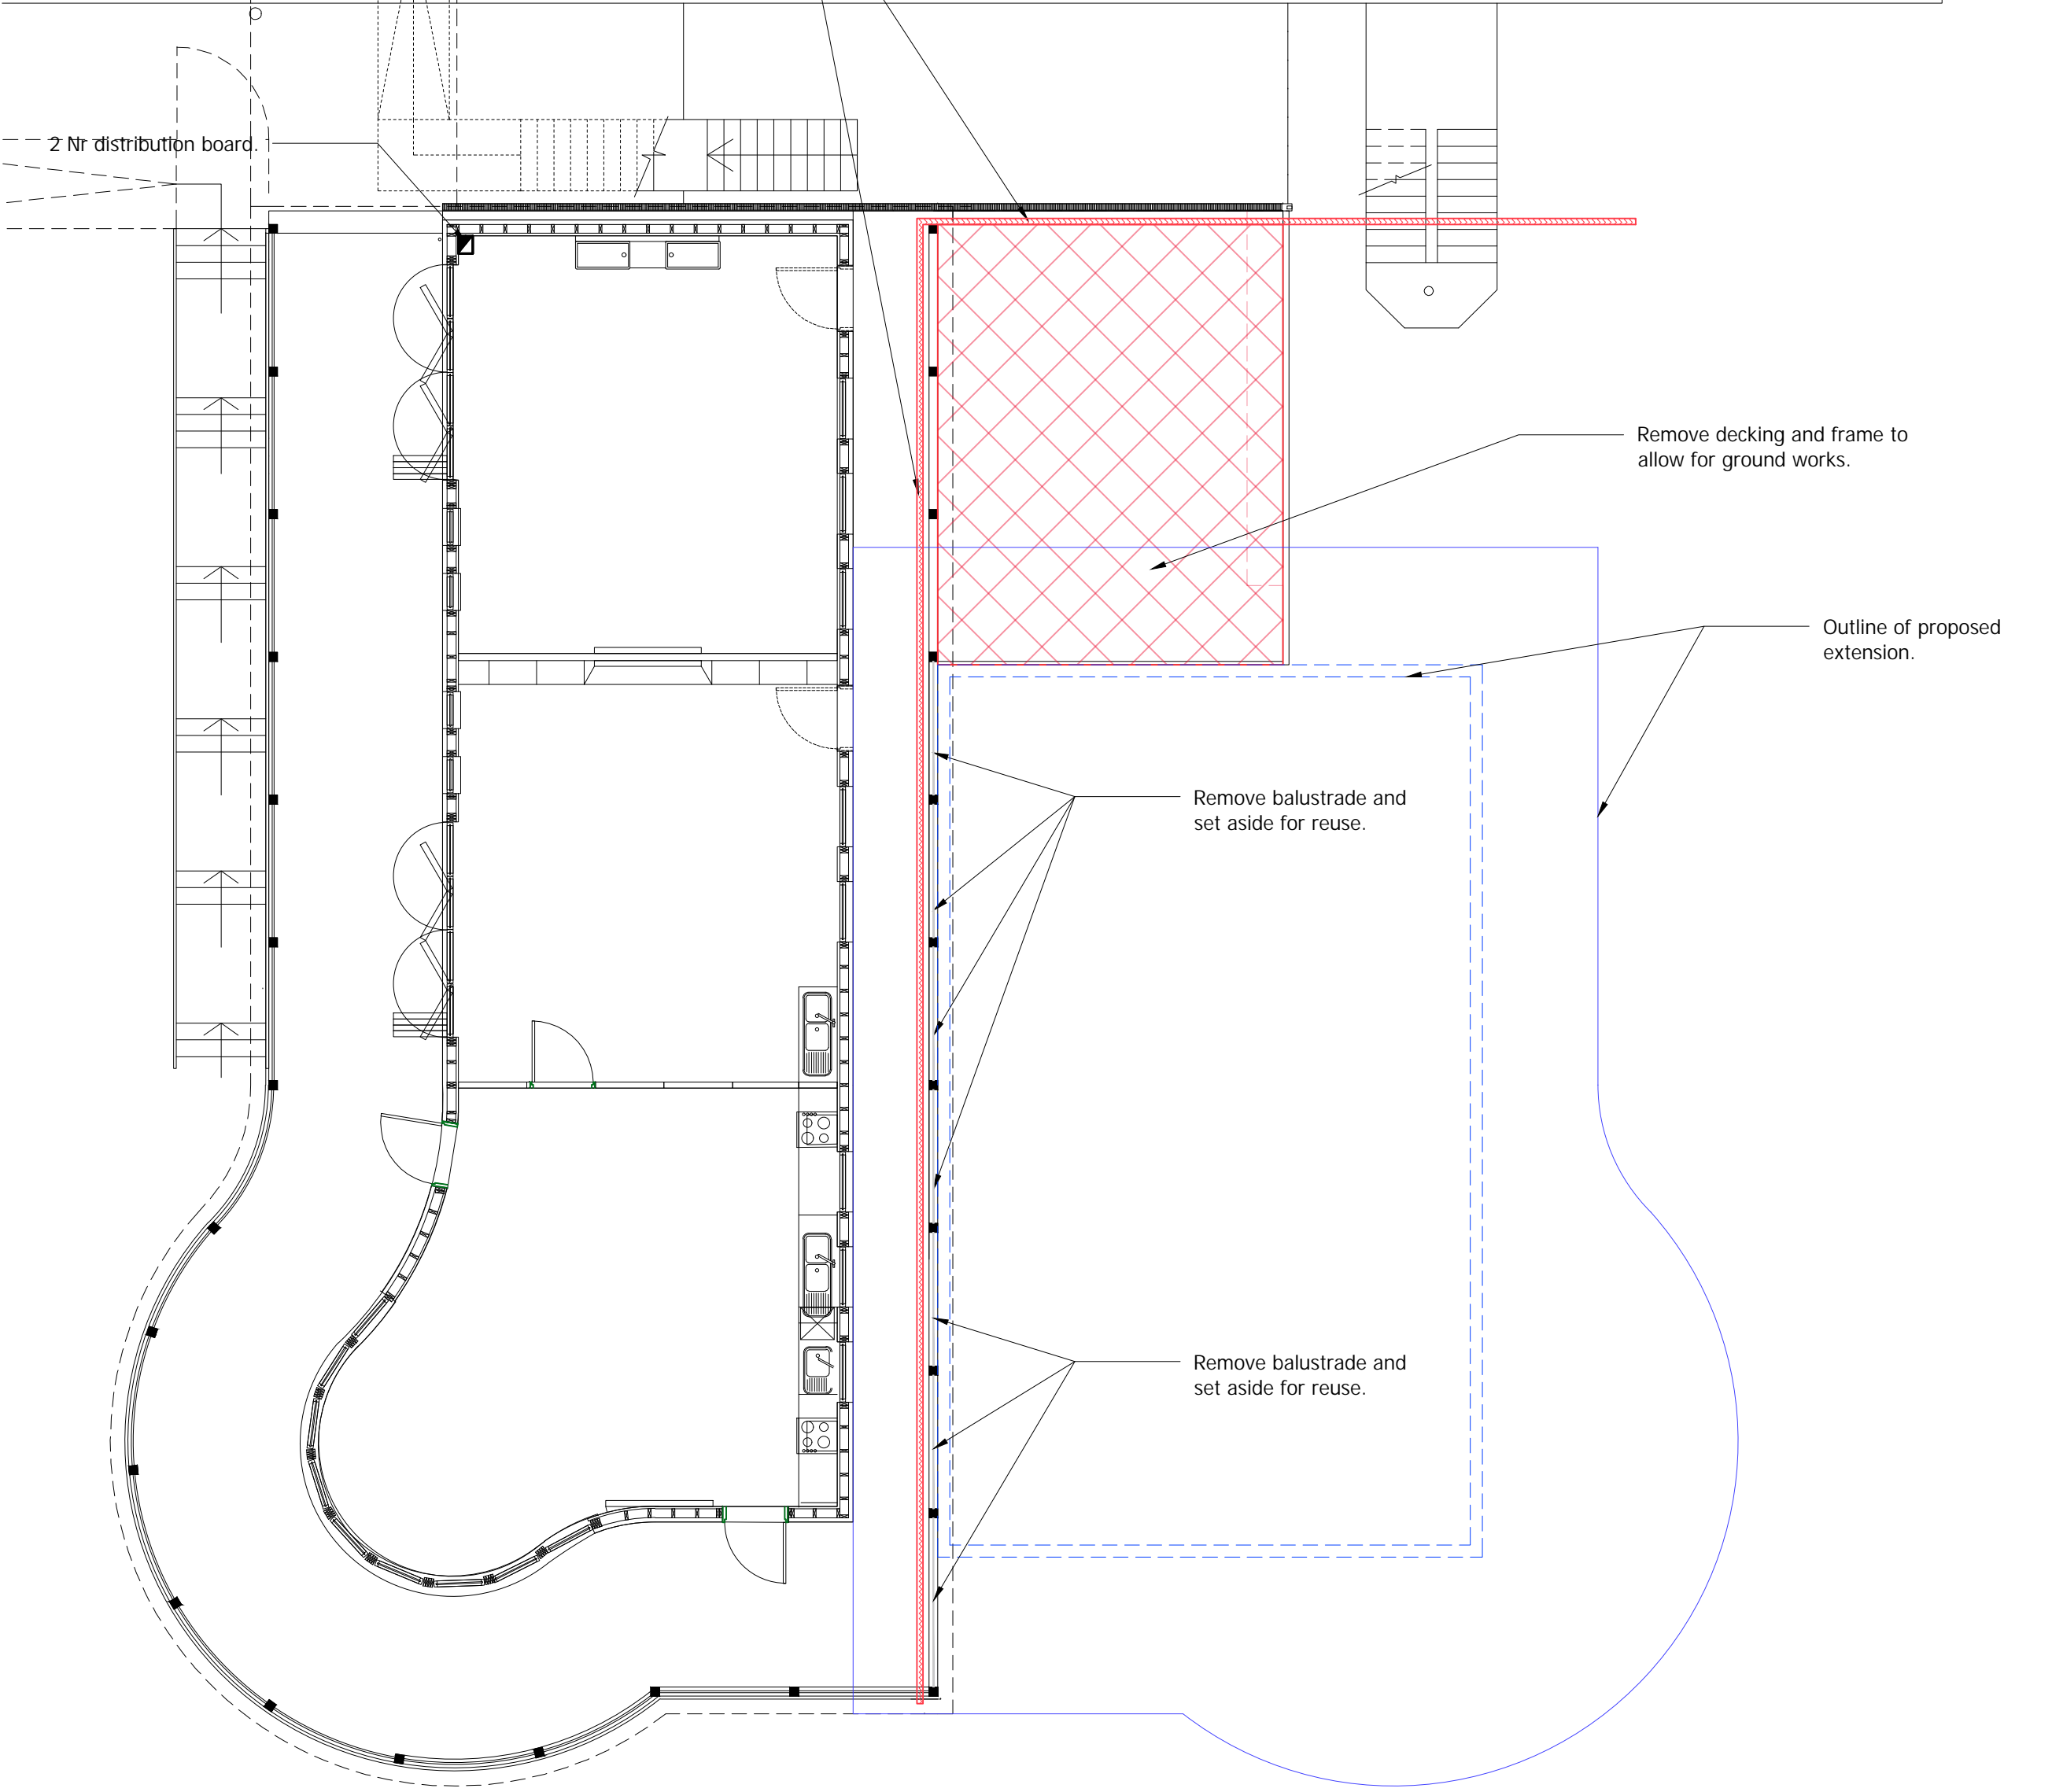 2 Nr distribution board.
Remove decking and frame to
allow for ground works.
Outline of proposed
extension.
Remove balustrade and
set aside for reuse.
Remove balustrade and
set aside for reuse.